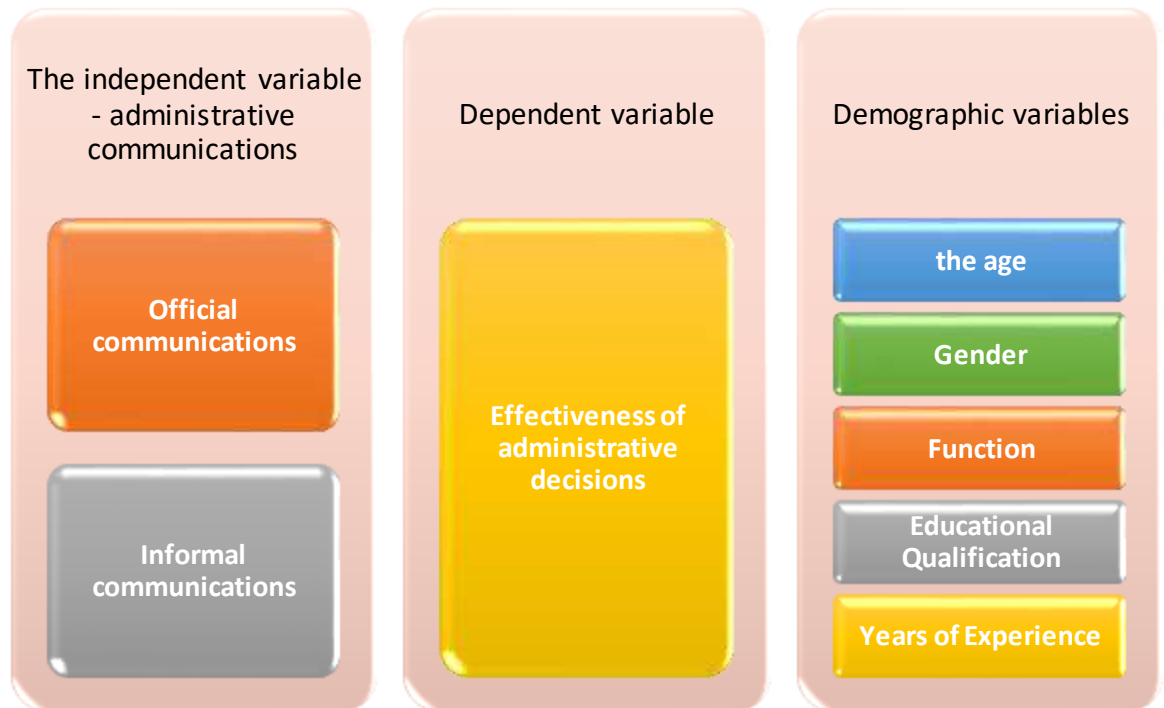 The independent variable
- administrative
communications
Official
communications
Informal
communications
Dependent variable
Effectiveness of
administrative
decisions
Demographic variables
the age
Gender
Function
Educational
Qualification
Years of Experience